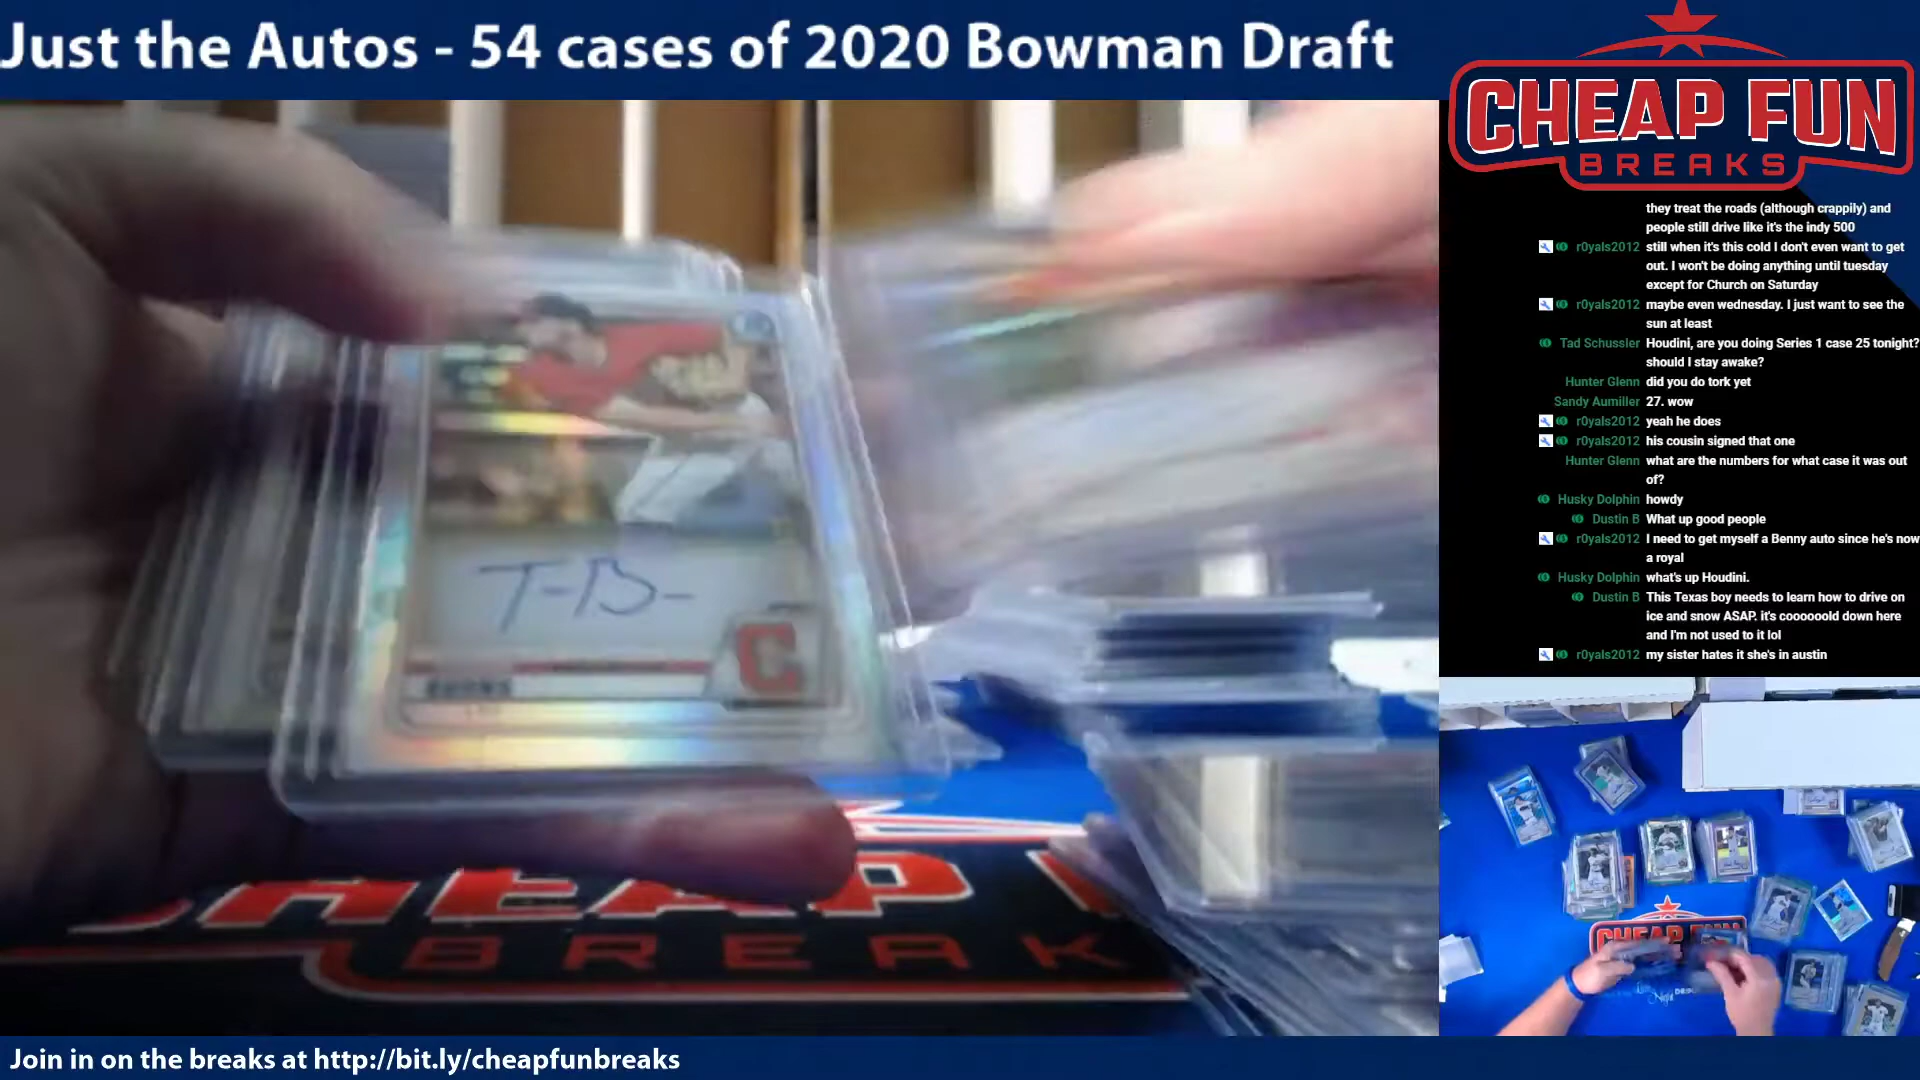 Just the Autos - 54 cases of 2020 Bowman Draft
CHEAP FUN
BREAKS
they treat the roads (although crappily) and
people still drive like it's the indy 500
r0yals2012 still when it's this cold I don't even want to get
out. I won't be doing anything until tuesday
except for Church on Saturday
r0yals2012 maybe even wednesday. I just want to see the
sun at least
Tad Schussler Houdini, are you doing Series 1 case 25 tonight?
should I stay awake?
Hunter Glenn did you do tork yet
Sandy Aumiller 27. wow
r0yals2012 yeah he does
r0yals2012 his cousin signed that one
Hunter Glenn what are the numbers for what case it was out
of?
Husky Dolphin howdy
Dustin B What up good people
r0yals2012 I need to get myself a Benny auto since he's now
a royal
Husky Dolphin what's up Houdini.
Dustin B This Texas boy needs to learn how to drive on
ice and snow ASAP. it's coooooold down here
and I'm not used to it lol
r0yals2012 my sister hates it she's in austin
T-B-
C
BURNS
CHEAP
BREAK
CHEAP FUN
Join in on the breaks at http://bit.ly/cheapfunbreaks